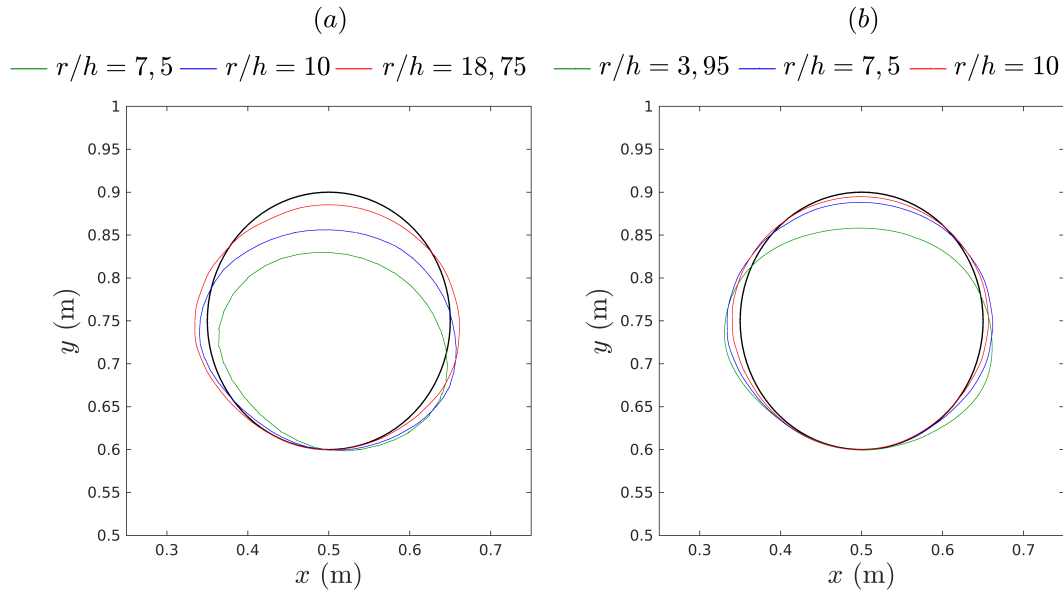 (a) (b)
r/h = 7,5 r/h = 10 r/h = 18,75 r/h = 3,95 r/h = 7,5 r/h = 10
1 1
0.95 0.95
0.9 0.9
0.85 0.85
0.8 0.8
0.75 0.75
0.7 0.7
0.65 0.65
0.6 0.6
0.55 0.55
0.5 0.5
y (m) y (m)
0.3 0.4 0.5 0.6 0.7 0.3 0.4 0.5 0.6 0.7
x (m) x (m)